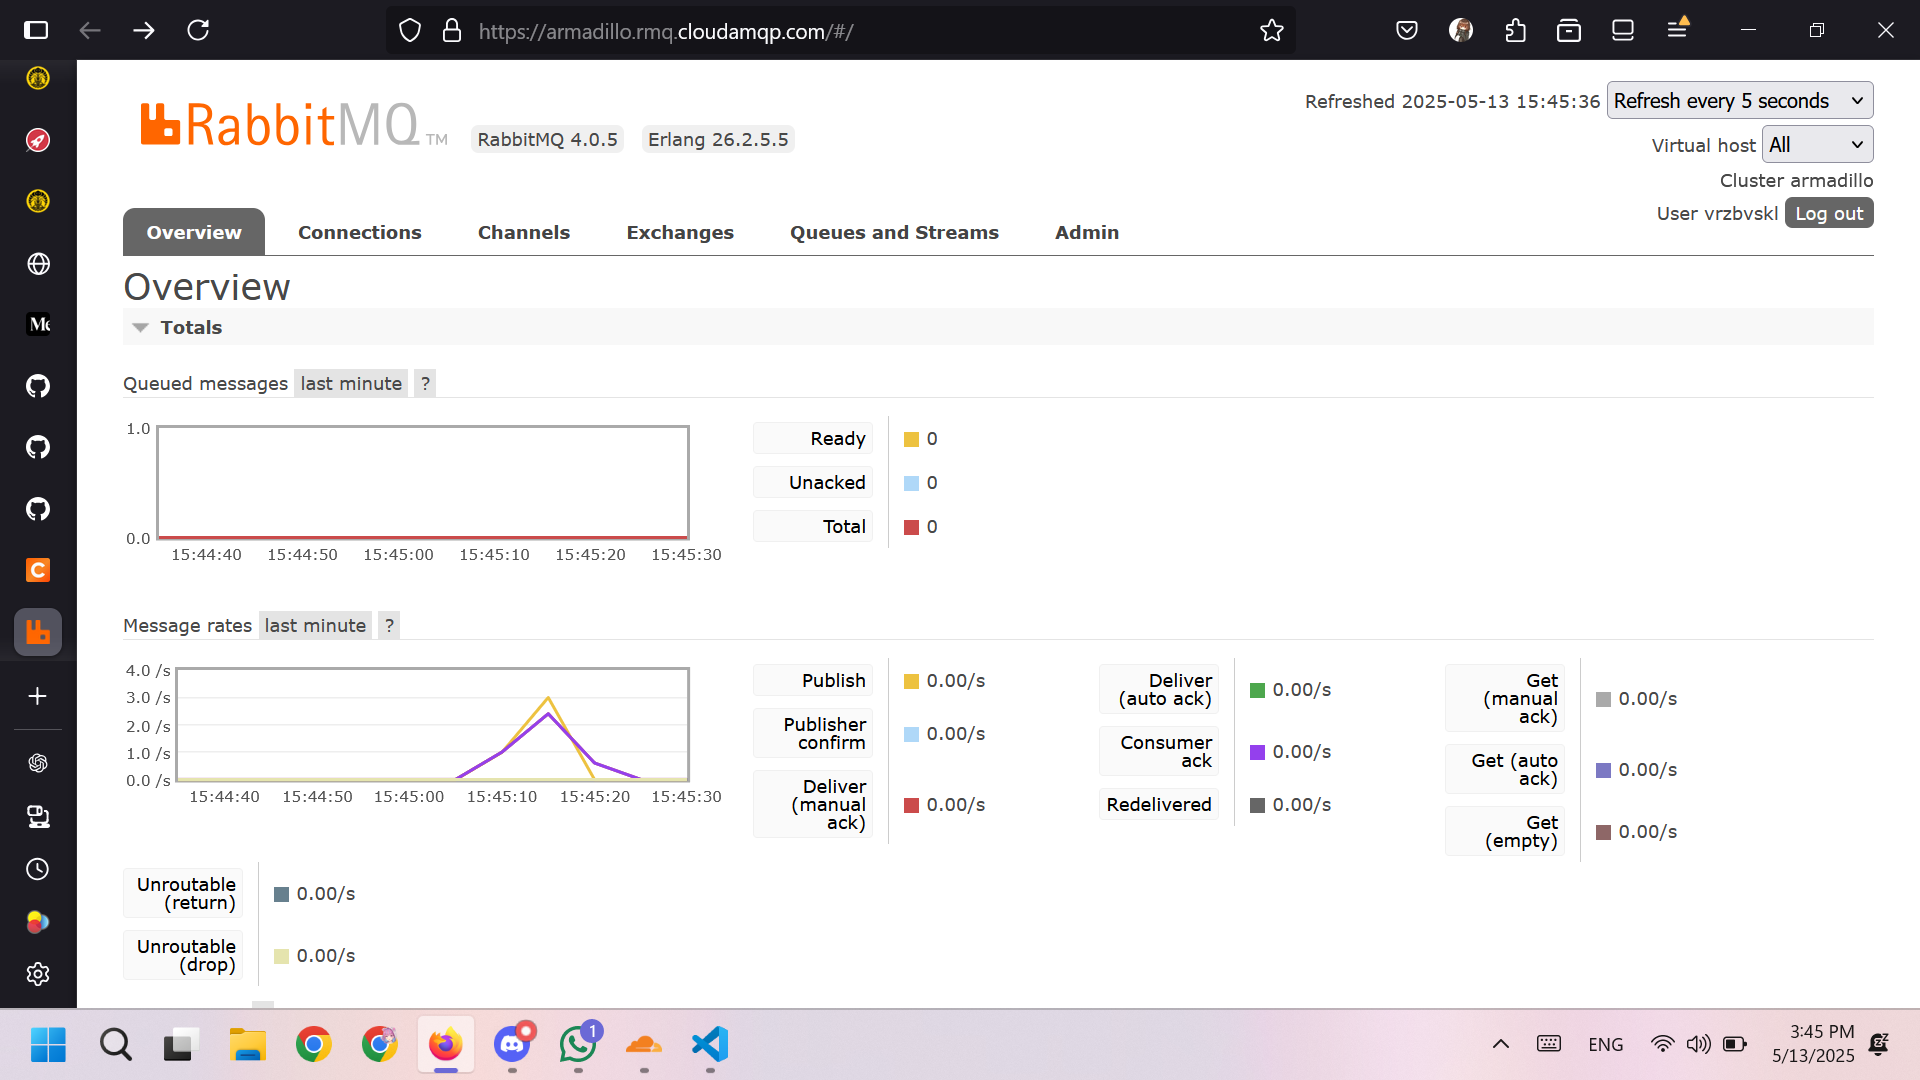 https://armadillo.rmq.cloudamqp.com/#/
RabbitMQ TM
RabbitMQ 4.0.5
Erlang 26.2.5.5
Refreshed 2025-05-13 15:45:36
Refresh every 5 seconds
Virtual host
All
Cluster armadillo
User vrzbvskl
Log out
Overview
Connections
Channels
Exchanges
Queues and Streams
Admin
Overview
Totals
Queued messages last minute ?
1.0
0.0
15:44:40 15:44:50 15:45:00 15:45:10 15:45:20 15:45:30
Ready 0
Unacked 0
Total 0
Message rates last minute ?
4.0 /s
3.0 /s
2.0 /s
1.0 /s
0.0 /s
15:44:40 15:44:50 15:45:00 15:45:10 15:45:20 15:45:30
Publish 0.00/s
Publisher
confirm 0.00/s
Deliver
(manual
ack) 0.00/s
Deliver
(auto ack) 0.00/s
Consumer
ack 0.00/s
Redelivered 0.00/s
Get
(manual
ack) 0.00/s
Get (auto
ack) 0.00/s
Get
(empty) 0.00/s
Unroutable
(return) 0.00/s
Unroutable
(drop) 0.00/s
1
ENG
3:45 PM
5/13/2025